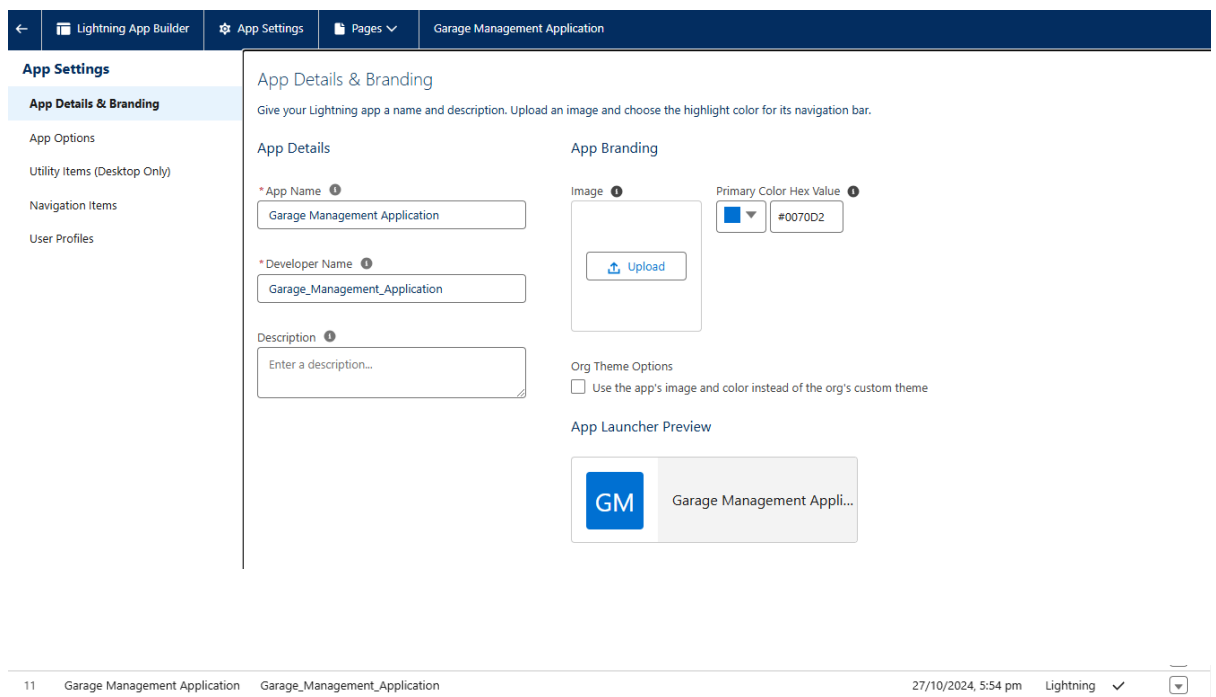 Lightning App Builder App Settings Pages Garage Management Application
App Settings
App Details & Branding
App Options
Utility Items (Desktop Only)
Navigation Items
User Profiles
App Details & Branding
Give your Lightning app a name and description. Upload an image and choose the highlight color for its navigation bar.
App Details
*App Name
Garage Management Application
*Developer Name
Garage_Management_Application
Description
Enter a description...
App Branding
Image
Upload
Primary Color Hex Value
#0070D2
Org Theme Options
Use the app's image and color instead of the org's custom theme
App Launcher Preview
GM Garage Management Appli...
11 Garage Management Application Garage_Management_Application 27/10/2024, 5:54 pm Lightning